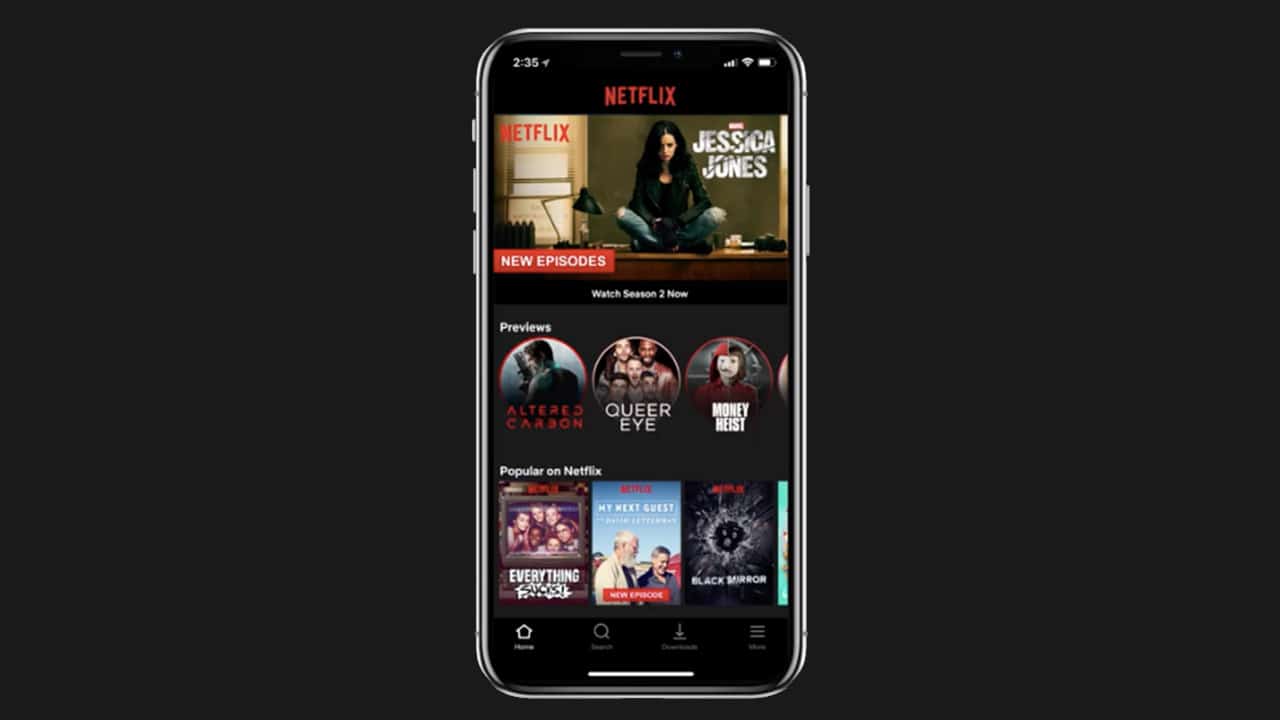 2:35
NETFLIX
NETFLIX
MARVEL
JESSICA
JONES
NEW EPISODES
Watch Season 2 Now
Previews
ALTERED
CARBON
QUEER
EYE
MONEY
HEIST
Popular on Netflix
NETFLIX
EVERYTHING
SUCKS!
NETFLIX
MY NEXT GUEST
DAVID LETTERMAN
NEW EPISODE
NETFLIX
BLACK MIRROR
Home
Search
Downloads
More